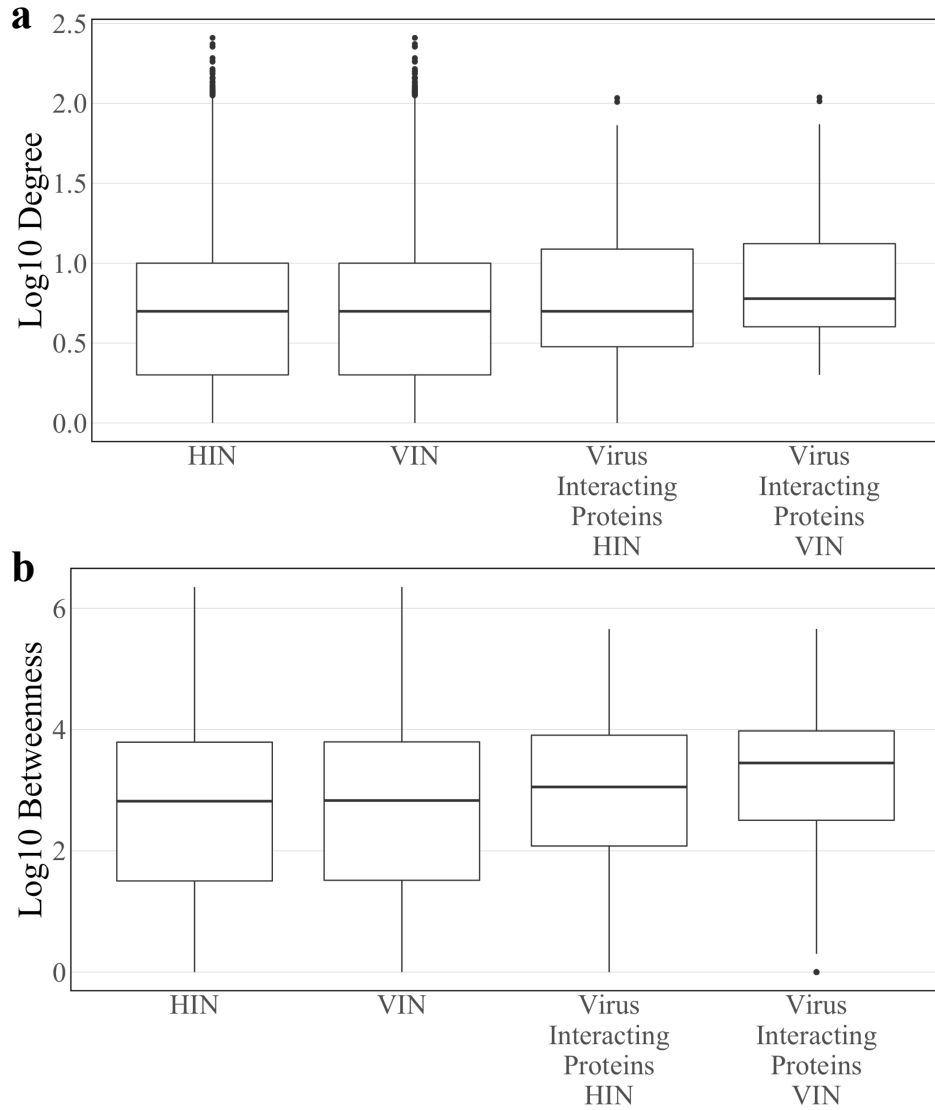 a
Log10 Degree
2.5
2.0
1.5
1.0
0.5
0.0
HIN
VIN
Virus
Interacting
Proteins
HIN
Virus
Interacting
Proteins
VIN
b
Log10 Betweenness
6
4
2
0
HIN
VIN
Virus
Interacting
Proteins
HIN
Virus
Interacting
Proteins
VIN